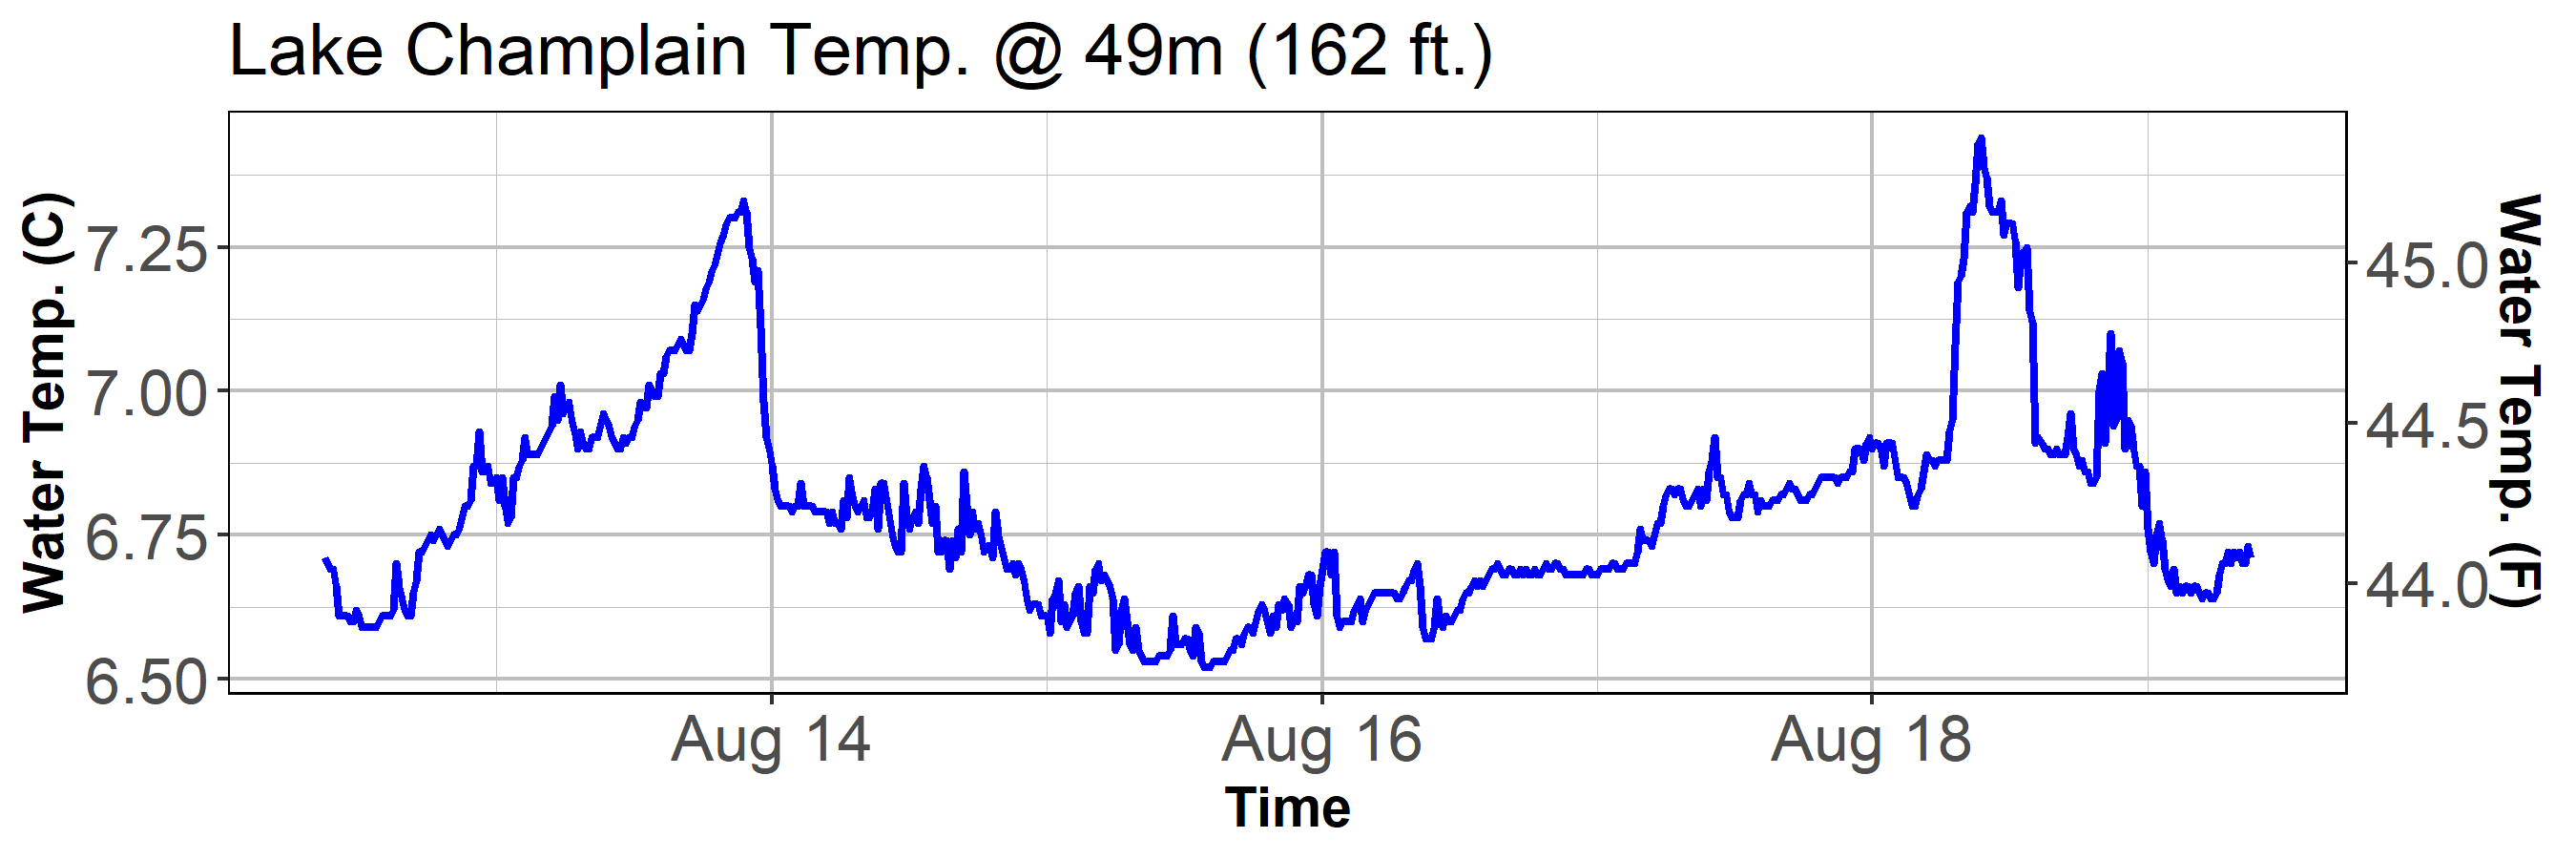 Lake Champlain Temp. @ 49m (162 ft.)
Water Temp. (C)
7.25
7.00
6.75
6.50
45.0
44.5
44.0
Water Temp. (F)
Aug 14
Aug 16
Aug 18
Time